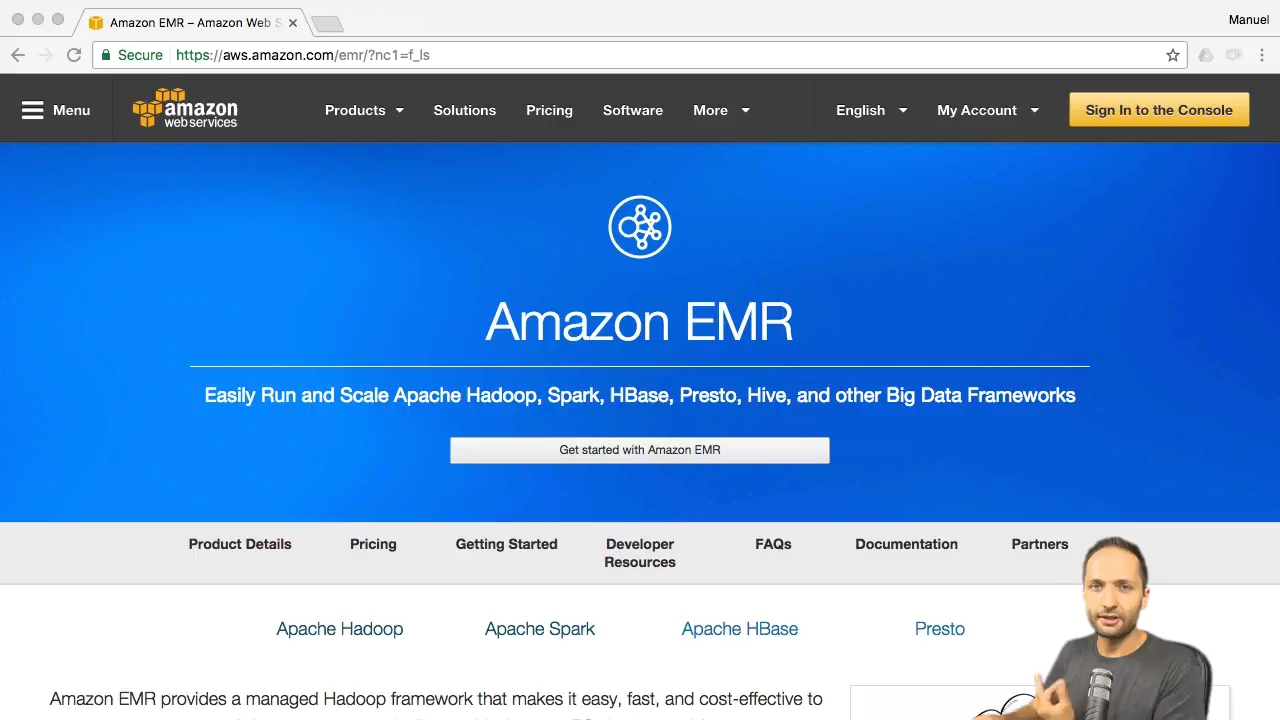 Amazon EMR – Amazon Web S
Manuel
Secure https://aws.amazon.com/emr/?nc1=f_ls
Menu
amazon
web services
Products
Solutions
Pricing
Software
More
English
My Account
Sign In to the Console
Amazon EMR
Easily Run and Scale Apache Hadoop, Spark, HBase, Presto, Hive, and other Big Data Frameworks
Get started with Amazon EMR
Product Details
Pricing
Getting Started
Developer
Resources
FAQs
Documentation
Partners
Apache Hadoop
Apache Spark
Apache HBase
Presto
Amazon EMR provides a managed Hadoop framework that makes it easy, fast, and cost-effective to